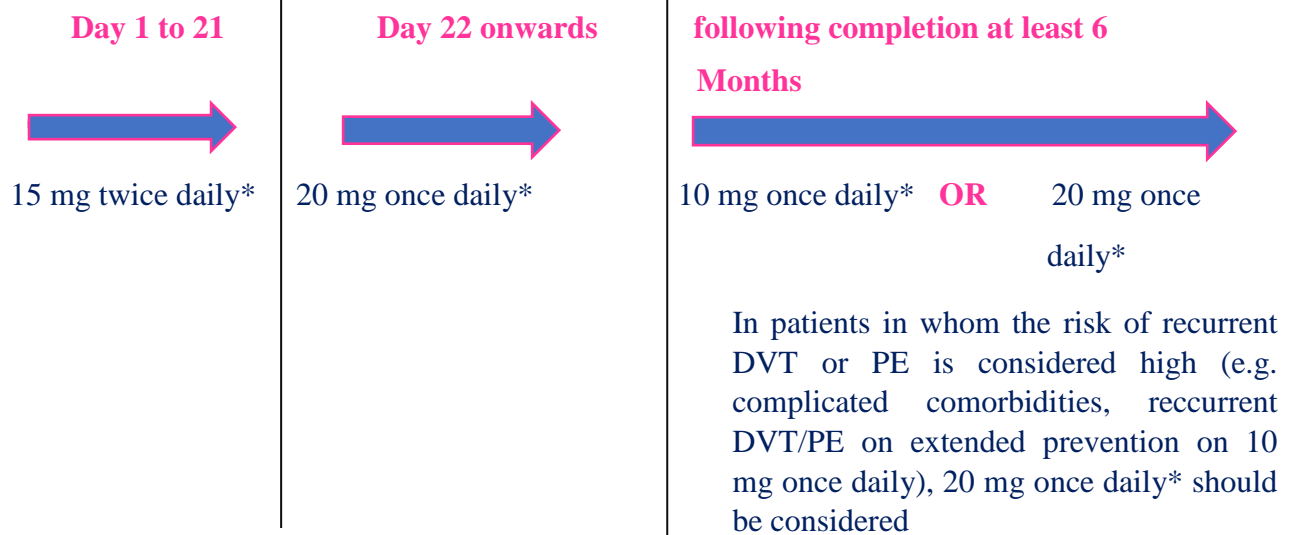 Day 1 to 21
15 mg twice daily*
Day 22 onwards
20 mg once daily*
following completion at least 6
Months
10 mg once daily* OR 20 mg once
daily*
In patients in whom the risk of recurrent
DVT or PE is considered high (e.g.
complicated comorbidities, reccurrent
DVT/PE on extended prevention on 10
mg once daily), 20 mg once daily* should
be considered